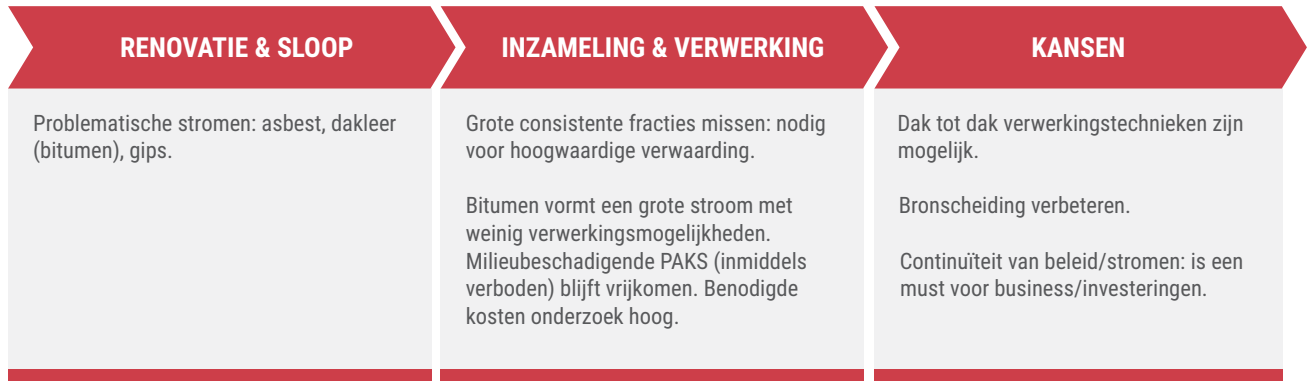 RENOVATIE & SLOOP
Problematische stromen: asbest, dakleer
(bitumen), gips.
INZAMELING & VERWERKING
Grote consistente fracties missen: nodig
voor hoogwaardige verwaarding.
Bitumen vormt een grote stroom met
weinig verwerkingsmogelijkheden.
Milieubeschadigende PAKS (inmiddels
verboden) blijft vrijkomen. Benodigde
kosten onderzoek hoog.
KANSEN
Dak tot dak verwerkingstechnieken zijn
mogelijk.
Bronscheiding verbeteren.
Continuïteit van beleid/stromen: is een
must voor business/investeringen.